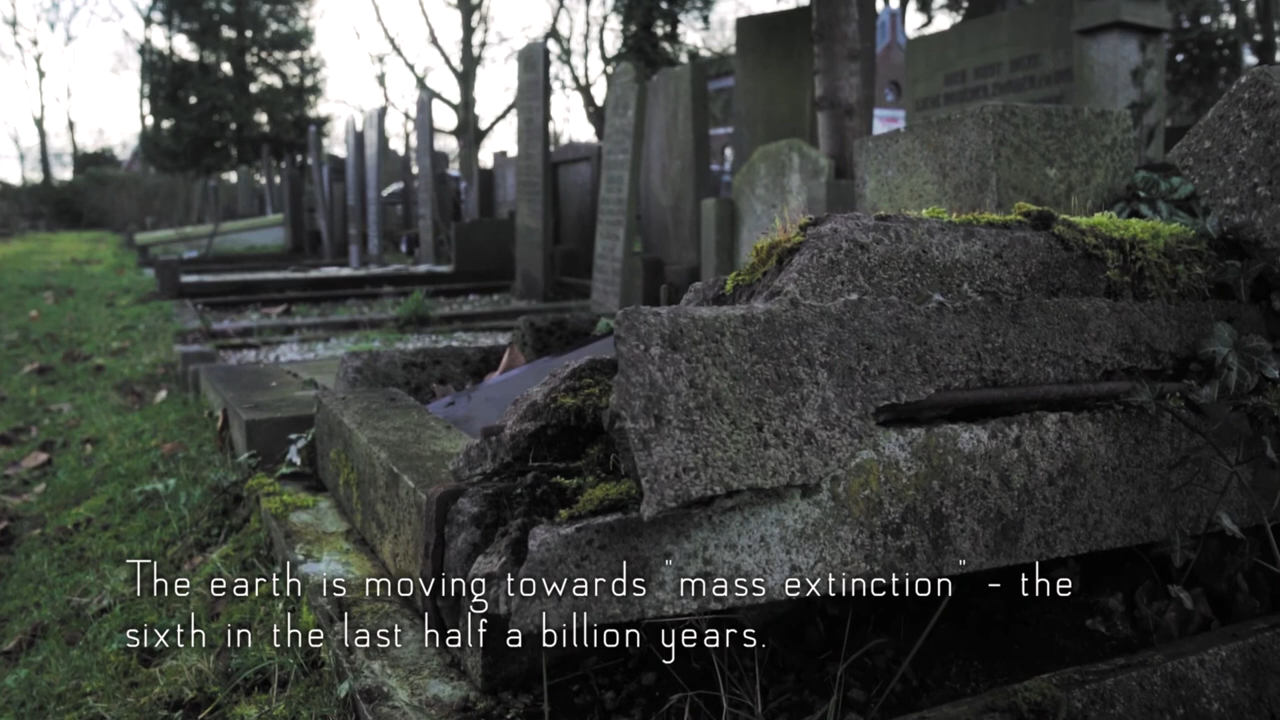 The earth is moving towards "mass extinction" - the
sixth in the last half a billion years.